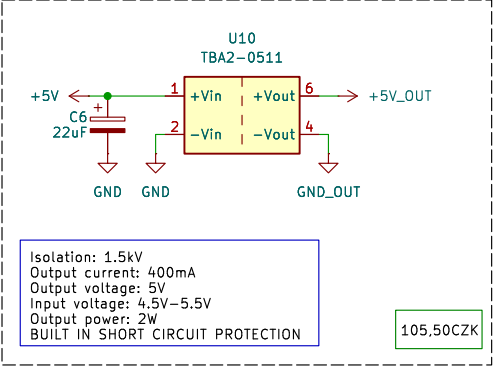 U10
TBA2-0511
+5V
1
+Vin
+Vout
6
+5V_OUT
+
C6
22uF
2
-Vin
-Vout
4
GND
GND
GND_OUT
Isolation: 1.5kV
Output current: 400mA
Output voltage: 5V
Input voltage: 4.5V-5.5V
Output power: 2W
BUILT IN SHORT CIRCUIT PROTECTION
105,50CZK